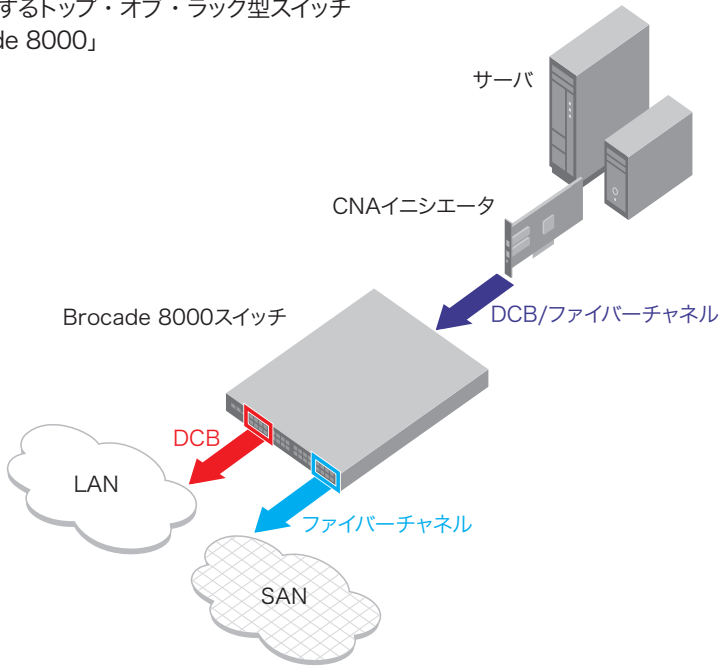 するトップ・オブ・ラック型スイッチ
de 8000」
サーバ
CNAイニシエータ
DCB/ファイバーチャネル
Brocade 8000スイッチ
DCB
LAN
ファイバーチャネル
SAN